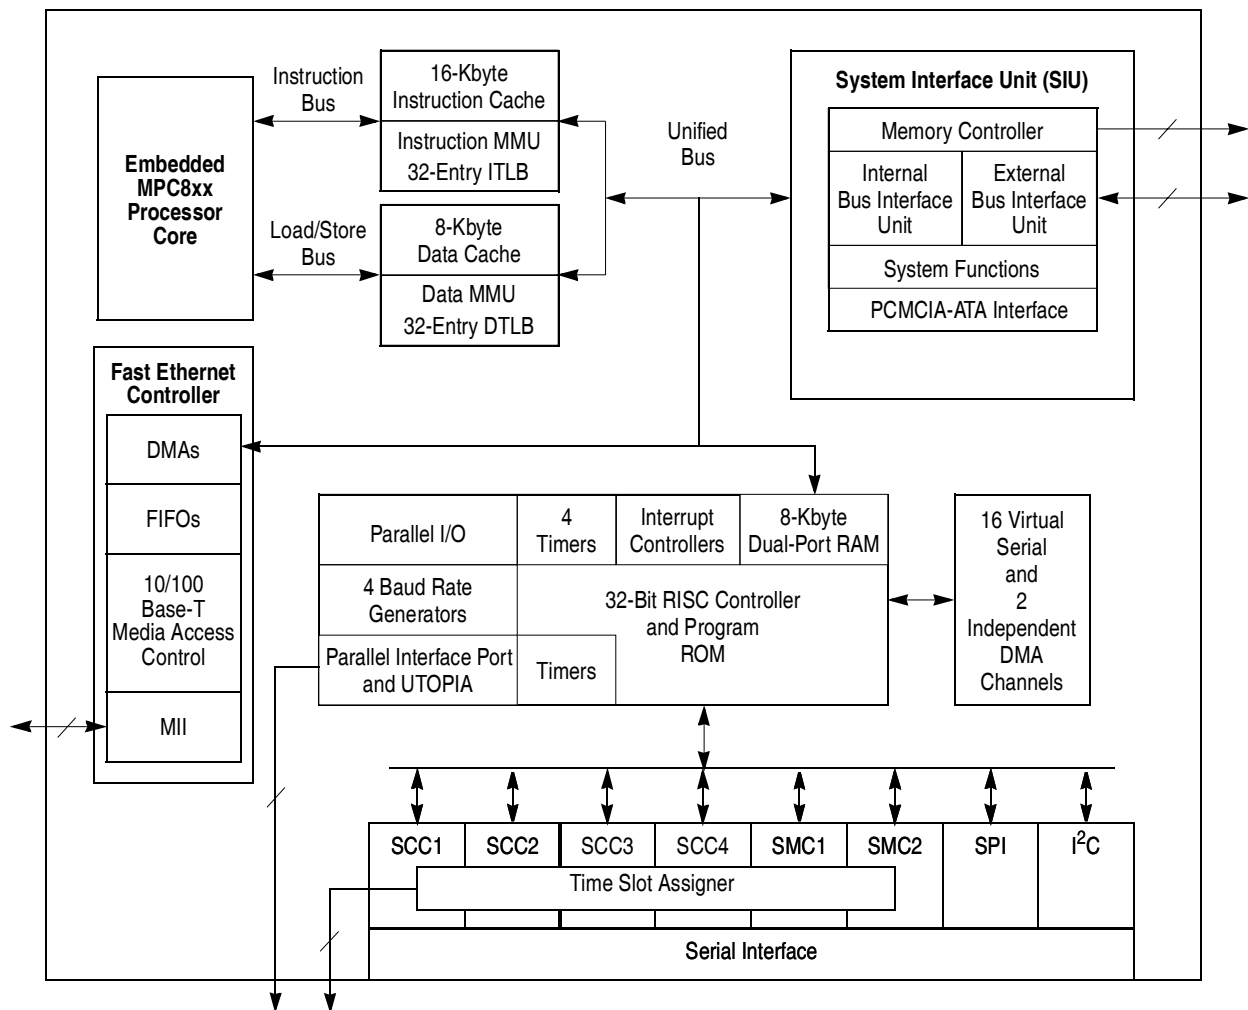 Embedded
MPC8xx
Processor
Core
Instruction
Bus
Load/Store
Bus
16-Kbyte
Instruction Cache
Instruction MMU
32-Entry ITLB
8-Kbyte
Data Cache
Data MMU
32-Entry DTLB
Unified
Bus
System Interface Unit (SIU)
Memory Controller
Internal
Bus Interface
Unit
External
Bus Interface
Unit
System Functions
PCMCIA-ATA Interface
Fast Ethernet
Controller
DMAs
FIFOs
10/100
Base-T
Media Access
Control
MII
Parallel I/O
4
Timers
Interrupt
Controllers
8-Kbyte
Dual-Port RAM
4 Baud Rate
Generators
32-Bit RISC Controller
and Program
ROM
Parallel Interface Port
and UTOPIA
Timers
16 Virtual
Serial
and
2
Independent
DMA
Channels
SCC1
SCC2
SCC3
SCC4
SMC1
SMC2
SPI
I²C
Time Slot Assigner
Serial Interface